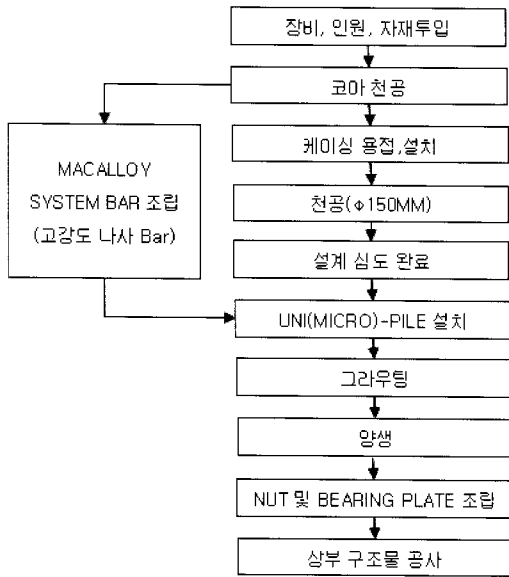 장비, 인원, 자재투입
코마 천공
케이싱 용접,설치
MACALLOY
SYSTEM BAR 조립
(고강도 나사 Bar)
천공(Φ150MM)
설계 심도 완료
UNI(MICRO)-PILE 설치
그라우팅
양생
NUT 및 BEARING PLATE 조립
상부 구조물 공사